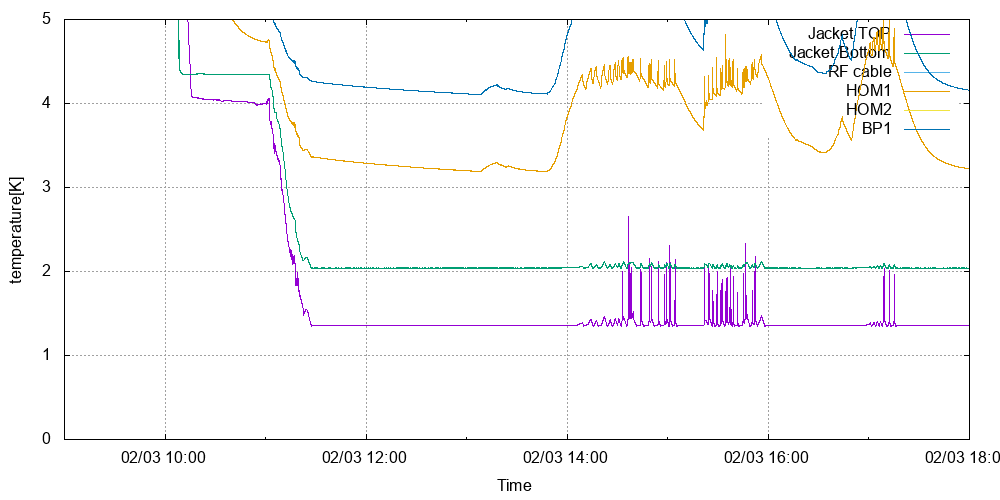 5
4
3
2
1
0
temperature[K]
Jacket TOP
Jacket Bottom
RF cable
HOM1
HOM2
BP1
02/03 10:00
02/03 12:00
02/03 14:00
02/03 16:00
02/03 18:0
Time